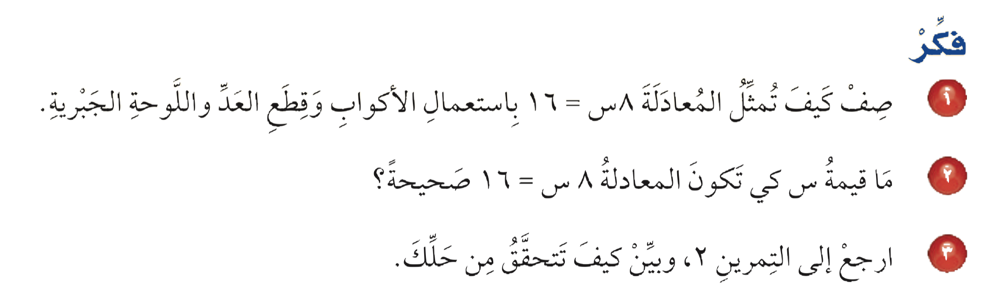 فكِّرْ
١ صِفْ كَيفَ تُمثِّلُ المُعادَلَةَ ٨س = ١٦ بِاستعمالِ الأكوابِ وَقِطَعِ العَدِّ واللَّوحةِ الجَبْريةِ.
٢ مَا قيمةُ س كي تَكونَ المعادلةُ ٨ س = ١٦ صَحيحةً؟
٣ ارجعْ إلى التِمرينِ ٢، وبيِّنْ كيفَ تَتحقَّقُ مِن حَلِّكَ.